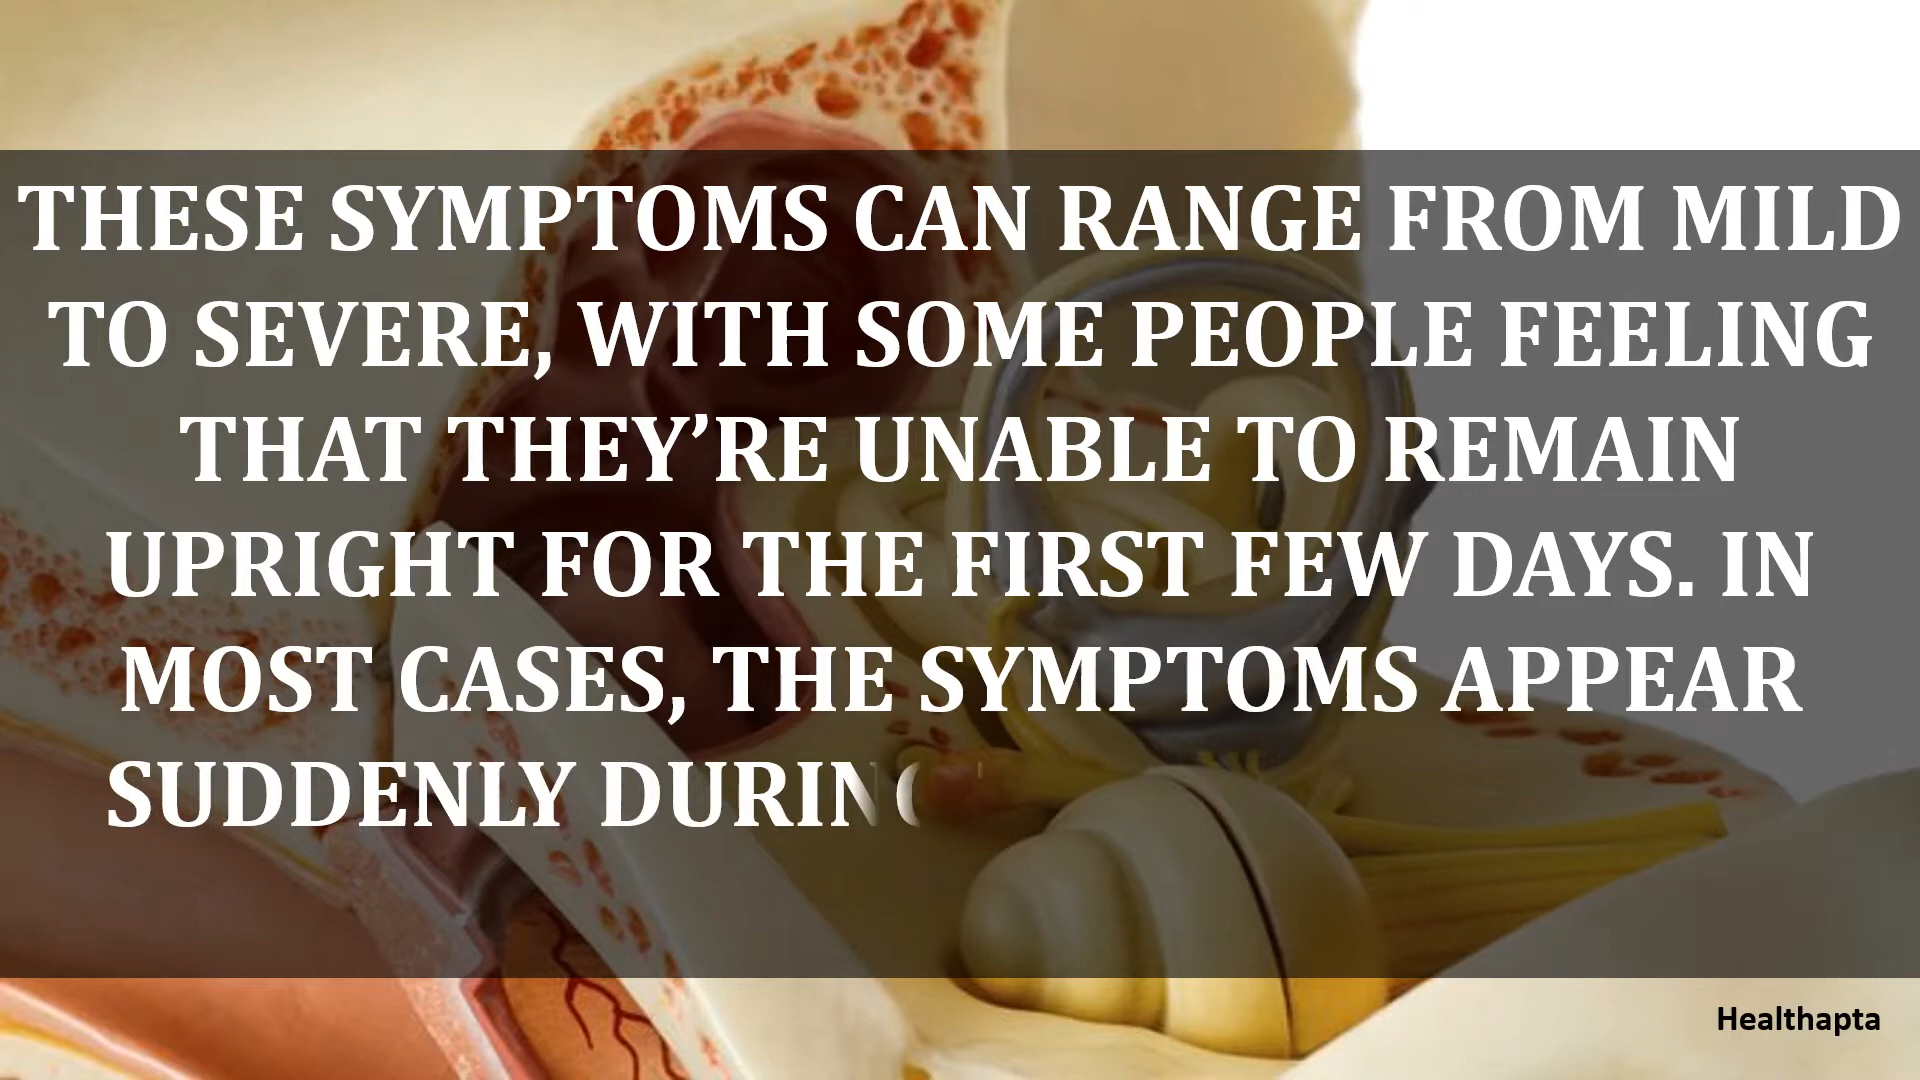 THESE SYMPTOMS CAN RANGE FROM MILD
TO SEVERE, WITH SOME PEOPLE FEELING
THAT THEY’RE UNABLE TO REMAIN
UPRIGHT FOR THE FIRST FEW DAYS. IN
MOST CASES, THE SYMPTOMS APPEAR
SUDDENLY DURING
Healthapta